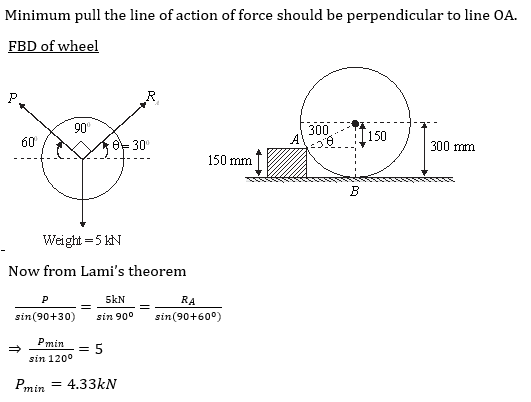 Minimum pull the line of action of force should be perpendicular to line OA.
FBD of wheel
P
R_A
90°
60°
θ = 30°
Weight = 5 kN
300
150
A
θ
300 mm
150 mm
B
Now from Lami's theorem
P/sin(90+30) = 5kN/sin 90° = R_A/sin(90+60°)
⇒ P_min/sin 120° = 5
P_min = 4.33kN